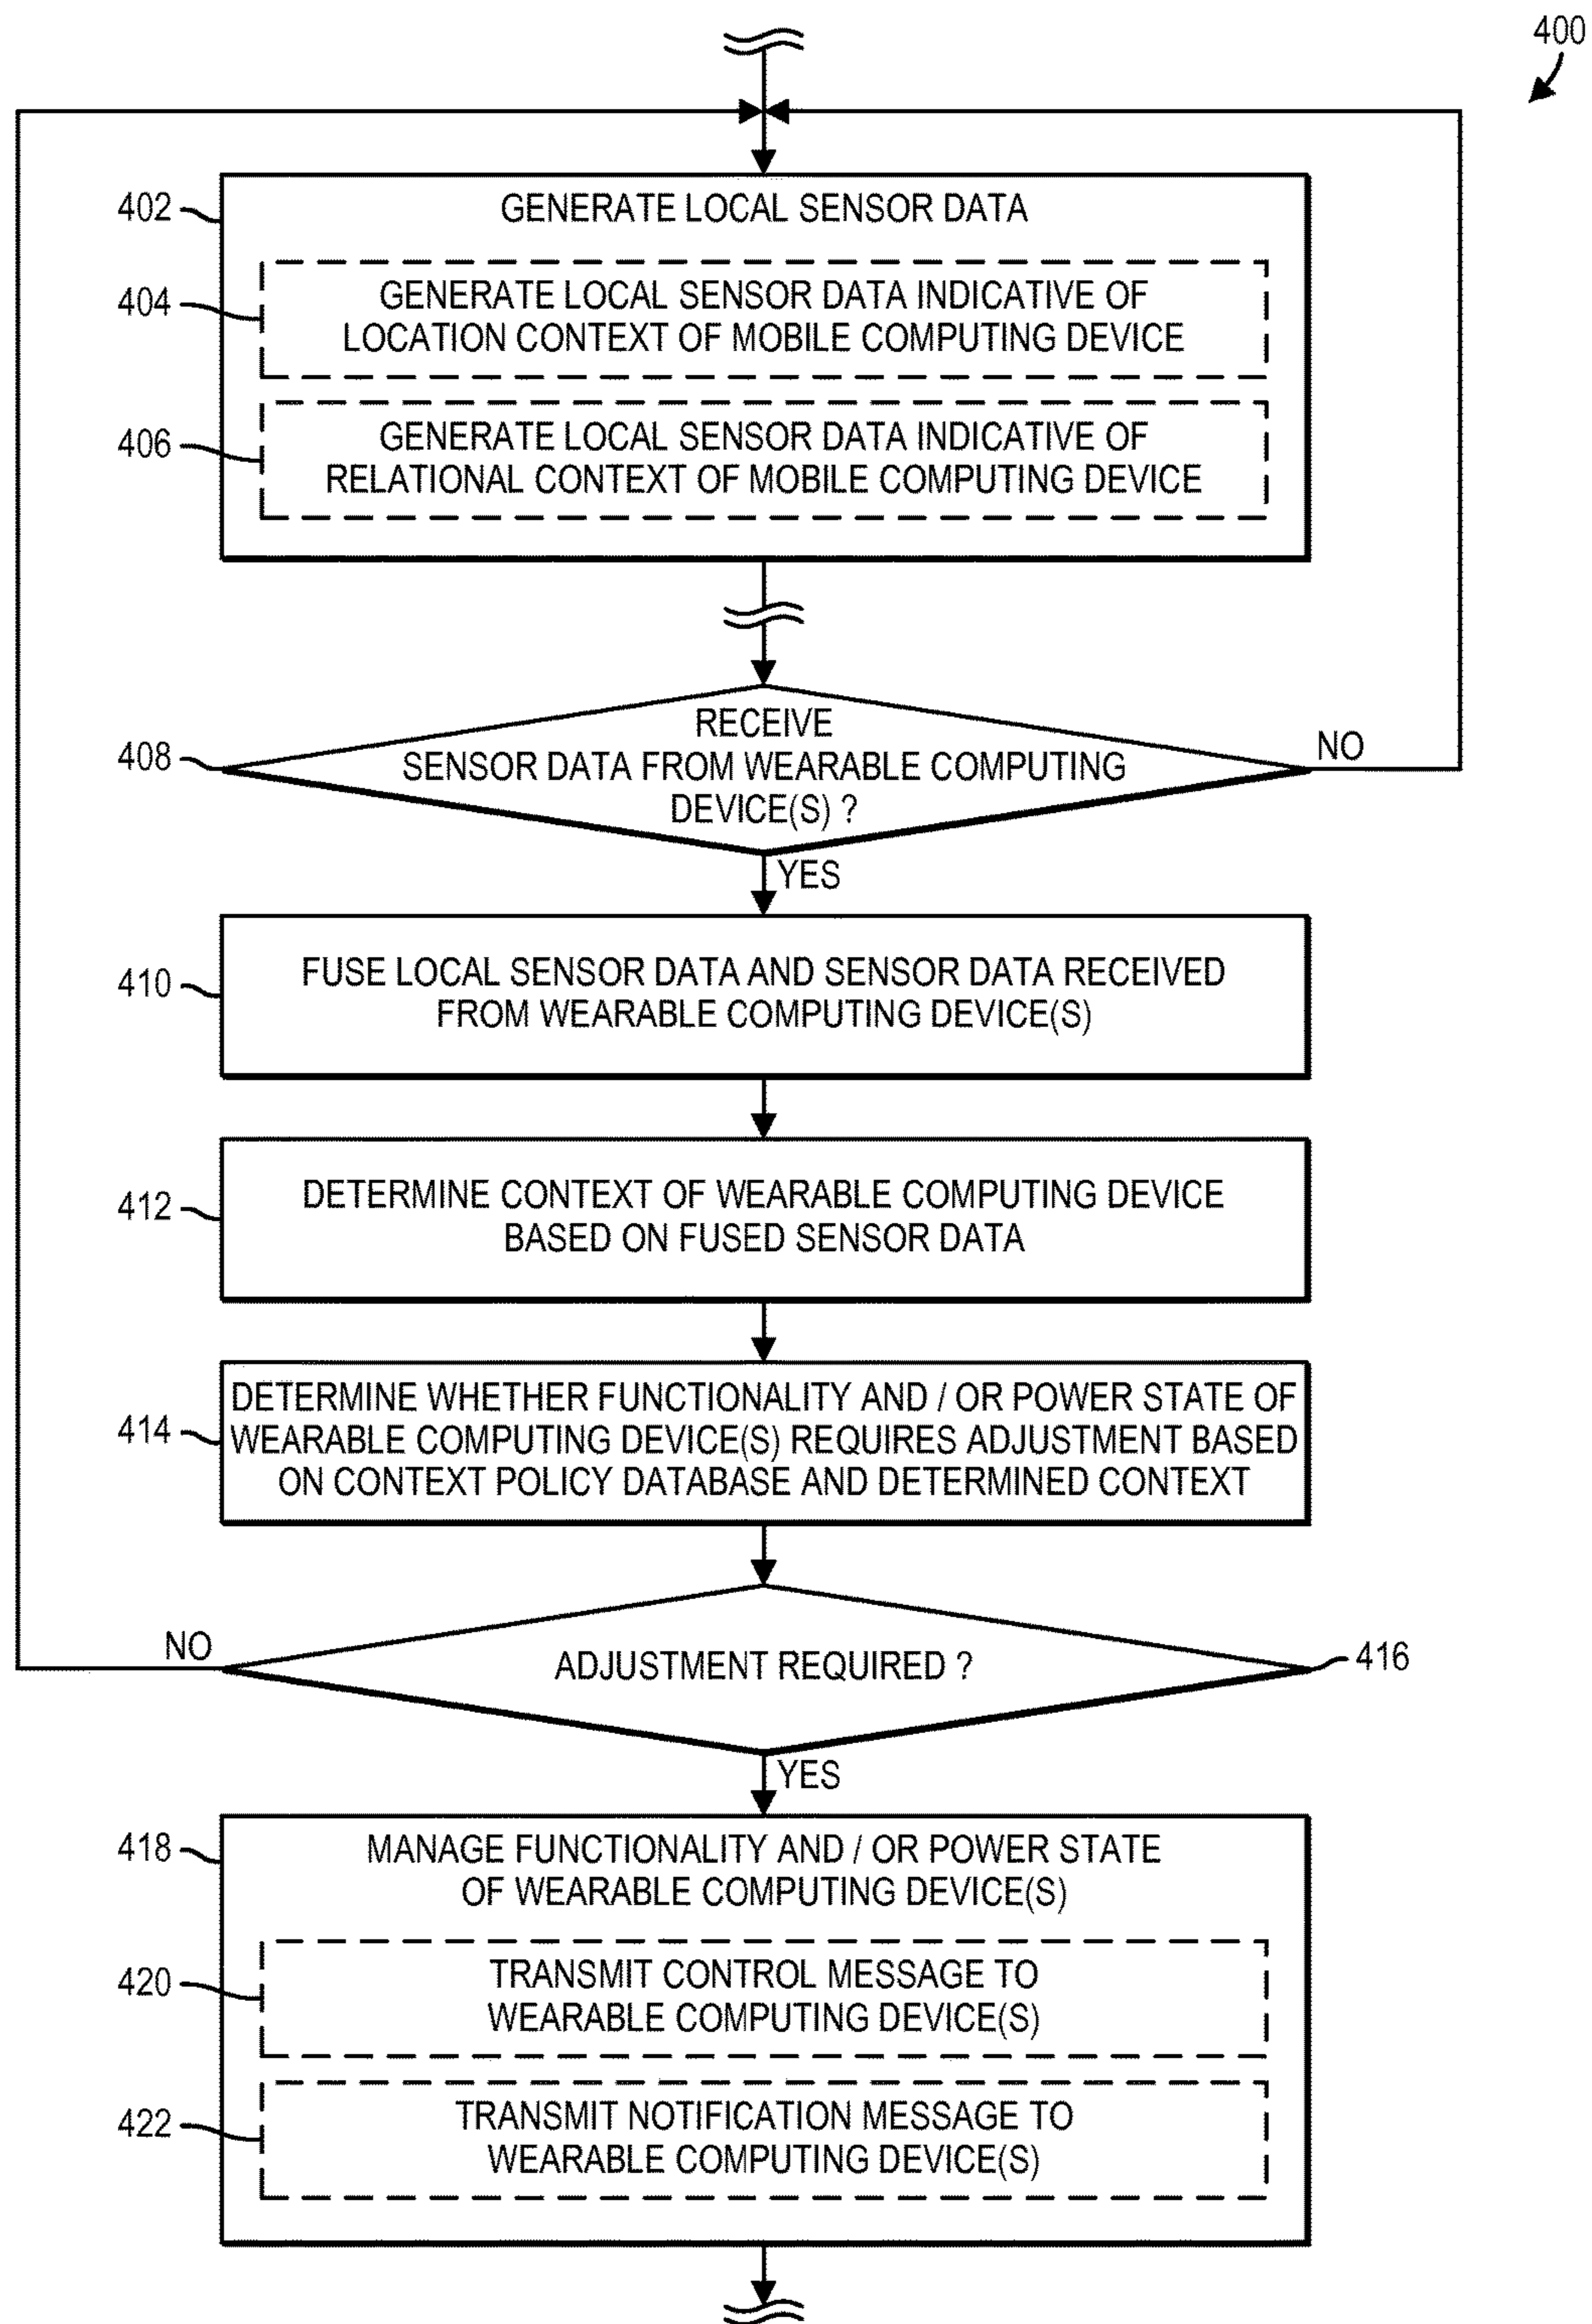 400
402
GENERATE LOCAL SENSOR DATA
404
GENERATE LOCAL SENSOR DATA INDICATIVE OF
LOCATION CONTEXT OF MOBILE COMPUTING DEVICE
406
GENERATE LOCAL SENSOR DATA INDICATIVE OF
RELATIONAL CONTEXT OF MOBILE COMPUTING DEVICE
408
RECEIVE
SENSOR DATA FROM WEARABLE COMPUTING
DEVICE(S) ?
NO
YES
410
FUSE LOCAL SENSOR DATA AND SENSOR DATA RECEIVED
FROM WEARABLE COMPUTING DEVICE(S)
412
DETERMINE CONTEXT OF WEARABLE COMPUTING DEVICE
BASED ON FUSED SENSOR DATA
414
DETERMINE WHETHER FUNCTIONALITY AND / OR POWER STATE OF
WEARABLE COMPUTING DEVICE(S) REQUIRES ADJUSTMENT BASED
ON CONTEXT POLICY DATABASE AND DETERMINED CONTEXT
NO
ADJUSTMENT REQUIRED ?
416
YES
418
MANAGE FUNCTIONALITY AND / OR POWER STATE
OF WEARABLE COMPUTING DEVICE(S)
420
TRANSMIT CONTROL MESSAGE TO
WEARABLE COMPUTING DEVICE(S)
422
TRANSMIT NOTIFICATION MESSAGE TO
WEARABLE COMPUTING DEVICE(S)